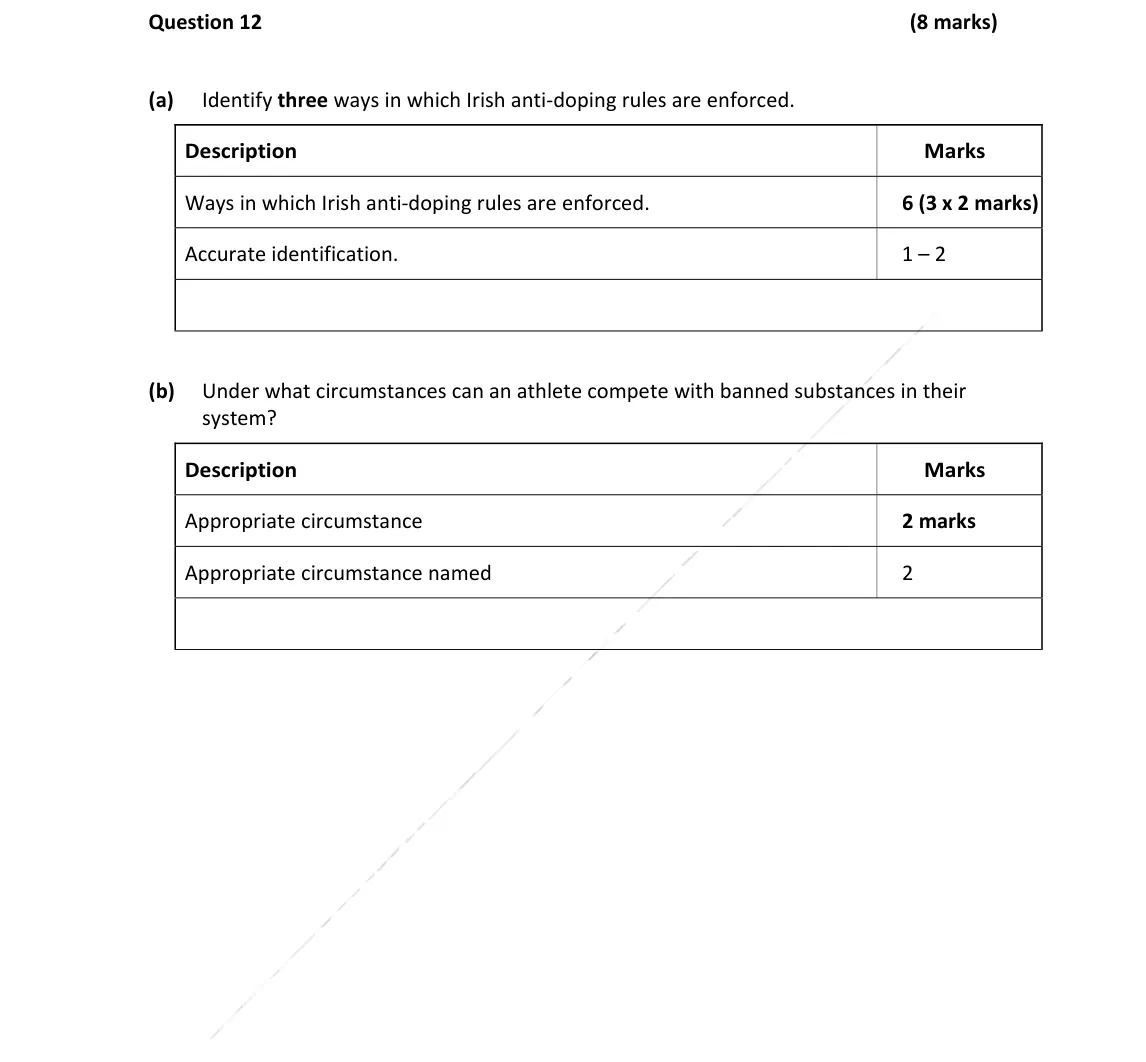 Question 12 (8 marks)
(a) Identify three ways in which Irish anti-doping rules are enforced.
Description Marks
Ways in which Irish anti-doping rules are enforced. 6 (3 x 2 marks)
Accurate identification. 1 – 2
(b) Under what circumstances can an athlete compete with banned substances in their
system?
Description Marks
Appropriate circumstance 2 marks
Appropriate circumstance named 2